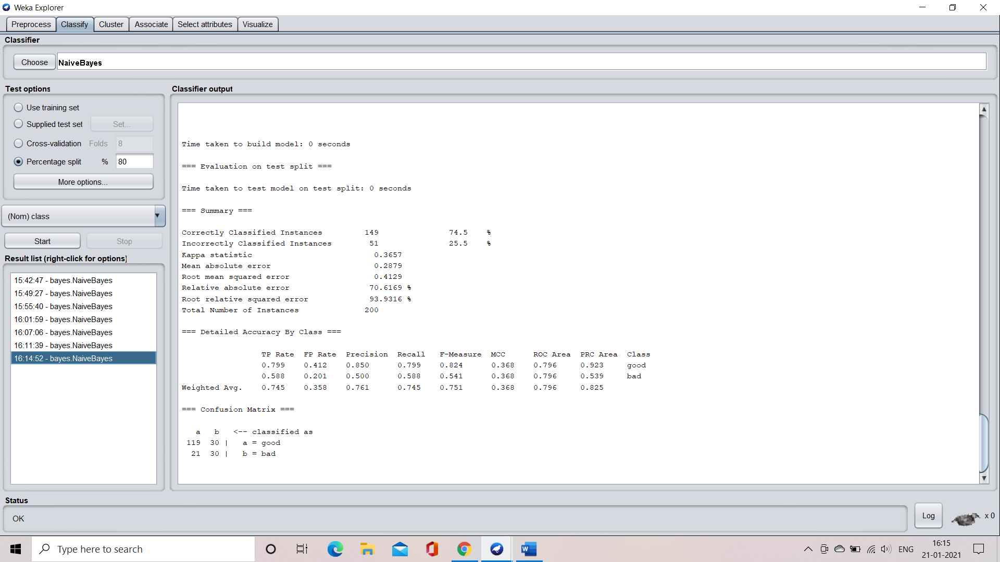 Weka Explorer
Preprocess Classify Cluster Associate Select attributes Visualize
Classifier
Choose NaiveBayes
Test options
Use training set
Supplied test set Set...
Cross-validation Folds 8
Percentage split % 80
More options...
(Nom) class
Start Stop
Result list (right-click for options)
15:42:47 - bayes.NaiveBayes
15:49:27 - bayes.NaiveBayes
15:55:40 - bayes.NaiveBayes
16:01:59 - bayes.NaiveBayes
16:07:06 - bayes.NaiveBayes
16:11:39 - bayes.NaiveBayes
16:14:52 - bayes.NaiveBayes
Classifier output
Time taken to build model: 0 seconds
=== Evaluation on test split ===
Time taken to test model on test split: 0 seconds
=== Summary ===
Correctly Classified Instances 149 74.5 %
Incorrectly Classified Instances 51 25.5 %
Kappa statistic 0.3657
Mean absolute error 0.2879
Root mean squared error 0.4129
Relative absolute error 70.6169 %
Root relative squared error 93.9316 %
Total Number of Instances 200
=== Detailed Accuracy By Class ===
TP Rate FP Rate Precision Recall F-Measure MCC ROC Area PRC Area Class
0.799 0.412 0.850 0.799 0.824 0.368 0.796 0.923 good
0.588 0.201 0.500 0.588 0.541 0.368 0.796 0.539 bad
Weighted Avg. 0.745 0.358 0.761 0.745 0.751 0.368 0.796 0.825
=== Confusion Matrix ===
a b <-- classified as
119 30 | a = good
21 30 | b = bad
Status
OK
Log
x 0
Type here to search
ENG
16:15
21-01-2021